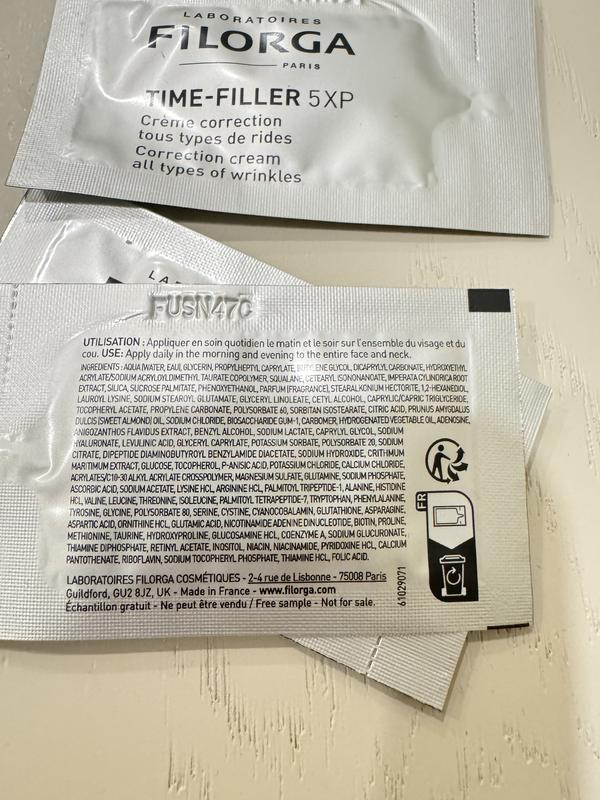 LABORATOIRES
FILORGA
PARIS
TIME-FILLER 5XP
Crème correction
tous types de rides
Correction cream
all types of wrinkles
LA
FUSN47C
UTILISATION : Appliquer en soin quotidien le matin et le soir sur l'ensemble du visage et du
cou. USE: Apply daily in the morning and evening to the entire face and neck.
INGREDIENTS : AQUA (WATER, EAU), GLYCERIN, PROPYLHEPTYL CAPRYLATE, BUTYLENE GLYCOL, DICAPRYLYL CARBONATE, HYDROXYETHYL
ACRYLATE/SODIUM ACRYLOYLDIMETHYL TAURATE COPOLYMER, SQUALANE, CETEARYL ISONONANOATE, IMPERATA CYLINDRICA ROOT
EXTRACT, SILICA, SUCROSE PALMITATE, PHENOXYETHANOL, PARFUM (FRAGANCE), STEARALKONIUM HECTORITE, 1,2-HEXANEDIOL,
LAUROYL LYSINE, SODIUM STEAROYL GLUTAMATE, GLYCERYL LINOLEATE, CETYL ALCOHOL, CAPRYLIC/CAPRIC TRIGLYCERIDE,
TOCOPHERYL ACETATE, PROPYLENE CARBONATE, POLYSORBATE 60, SORBITAN ISOSTEARATE, CITRIC ACID, PRUNUS AMYGDALUS
DULCIS (SWEET ALMOND) OIL, SODIUM CHLORIDE, BIOSACCHARIDE GUM-1, CARBOMER, HYDROGENATED VEGETABLE OIL, ADENOSINE,
ANIGOZANTHOS FLAVIDUS EXTRACT, BENZYL ALCOHOL, SODIUM LACTATE, CAPRYLYL GLYCOL, SODIUM
HYALURONATE, LEVULINIC ACID, GLYCERYL CAPRYLATE, POTASSIUM SORBATE, POLYSORBATE 20, SODIUM
CITRATE, DIPEPTIDE DIAMINOBUTYROYL BENZYLAMIDE DIACETATE, SODIUM HYDROXIDE, CRITHMUM
MARITIMUM EXTRACT, GLUCOSE, TOCOPHEROL, P-ANISIC ACID, POTASSIUM CHLORIDE, CALCIUM CHLORIDE,
ACRYLATES/C10-30 ALKYL ACRYLATE CROSSPOLYMER, MAGNESIUM SULFATE, GLUTAMINE, SODIUM PHOSPHATE,
ASCORBIC ACID, SODIUM ACETATE, LYSINE HCL, ARGININE HCL, PALMITOYL TRIPEPTIDE-1, ALANINE, HISTIDINE
HCL, VALINE, LEUCINE, THREONINE, SOLEUCINE, PALMITOYL TETRAPEPTIDE-7, TRYPTOPHAN, PHENYLALANINE,
TYROSINE, GLYCINE, POLYSORBATE 80, SERINE, CYSTINE, CYANOCOBALAMIN, GLUTATHIONE, ASPARAGINE,
ASPARTIC ACID, ORNITHINE HCL, GLUTAMIC ACID, NICOTINAMIDE ADENINE DINUCLEOTIDE, BIOTIN, PROLINE,
METHIONINE, TAURINE, HYDROXYPROLINE, GLUCOSAMINE HCL, COENZYME A, SODIUM GLUCURONATE,
THIAMINE DIPHOSPHATE, RETINYL ACETATE, INOSITOL, NIACIN, NIACINAMIDE, PYRIDOXINE HCL, CALCIUM
PANTOTHENATE, RIBOFLAVIN, SODIUM TOCOPHERYL PHOSPHATE, THIAMINE HCL, FOLIC ACID.
LABORATOIRES FILORGA COSMÉTIQUES - 2-4 rue de Lisbonne - 75008 Paris
Guildford, GU2 8JZ, UK - Made in France - www.filorga.com
Échantillon gratuit - Ne peut être vendu / Free sample - Not for sale.
61029071
FR